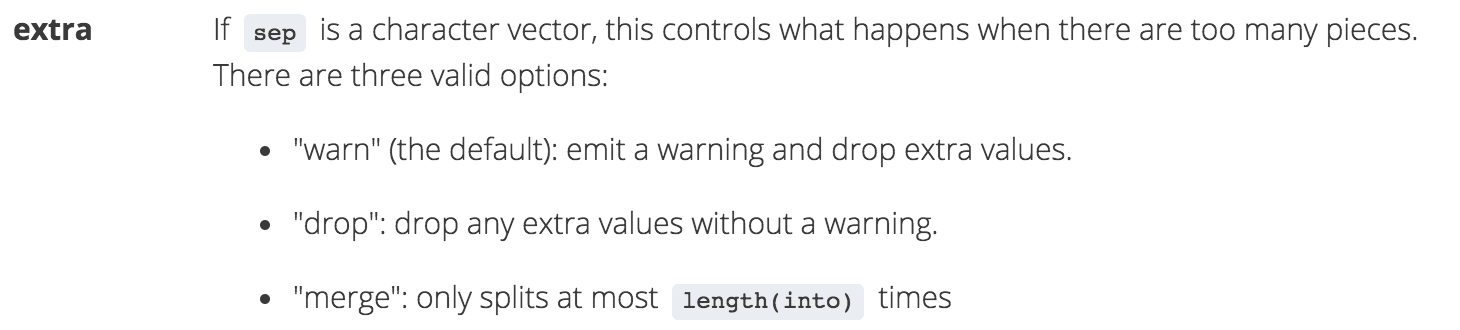 extra If sep is a character vector, this controls what happens when there are too many pieces.
There are three valid options:
• "warn" (the default): emit a warning and drop extra values.
• "drop": drop any extra values without a warning.
• "merge": only splits at most length(into) times